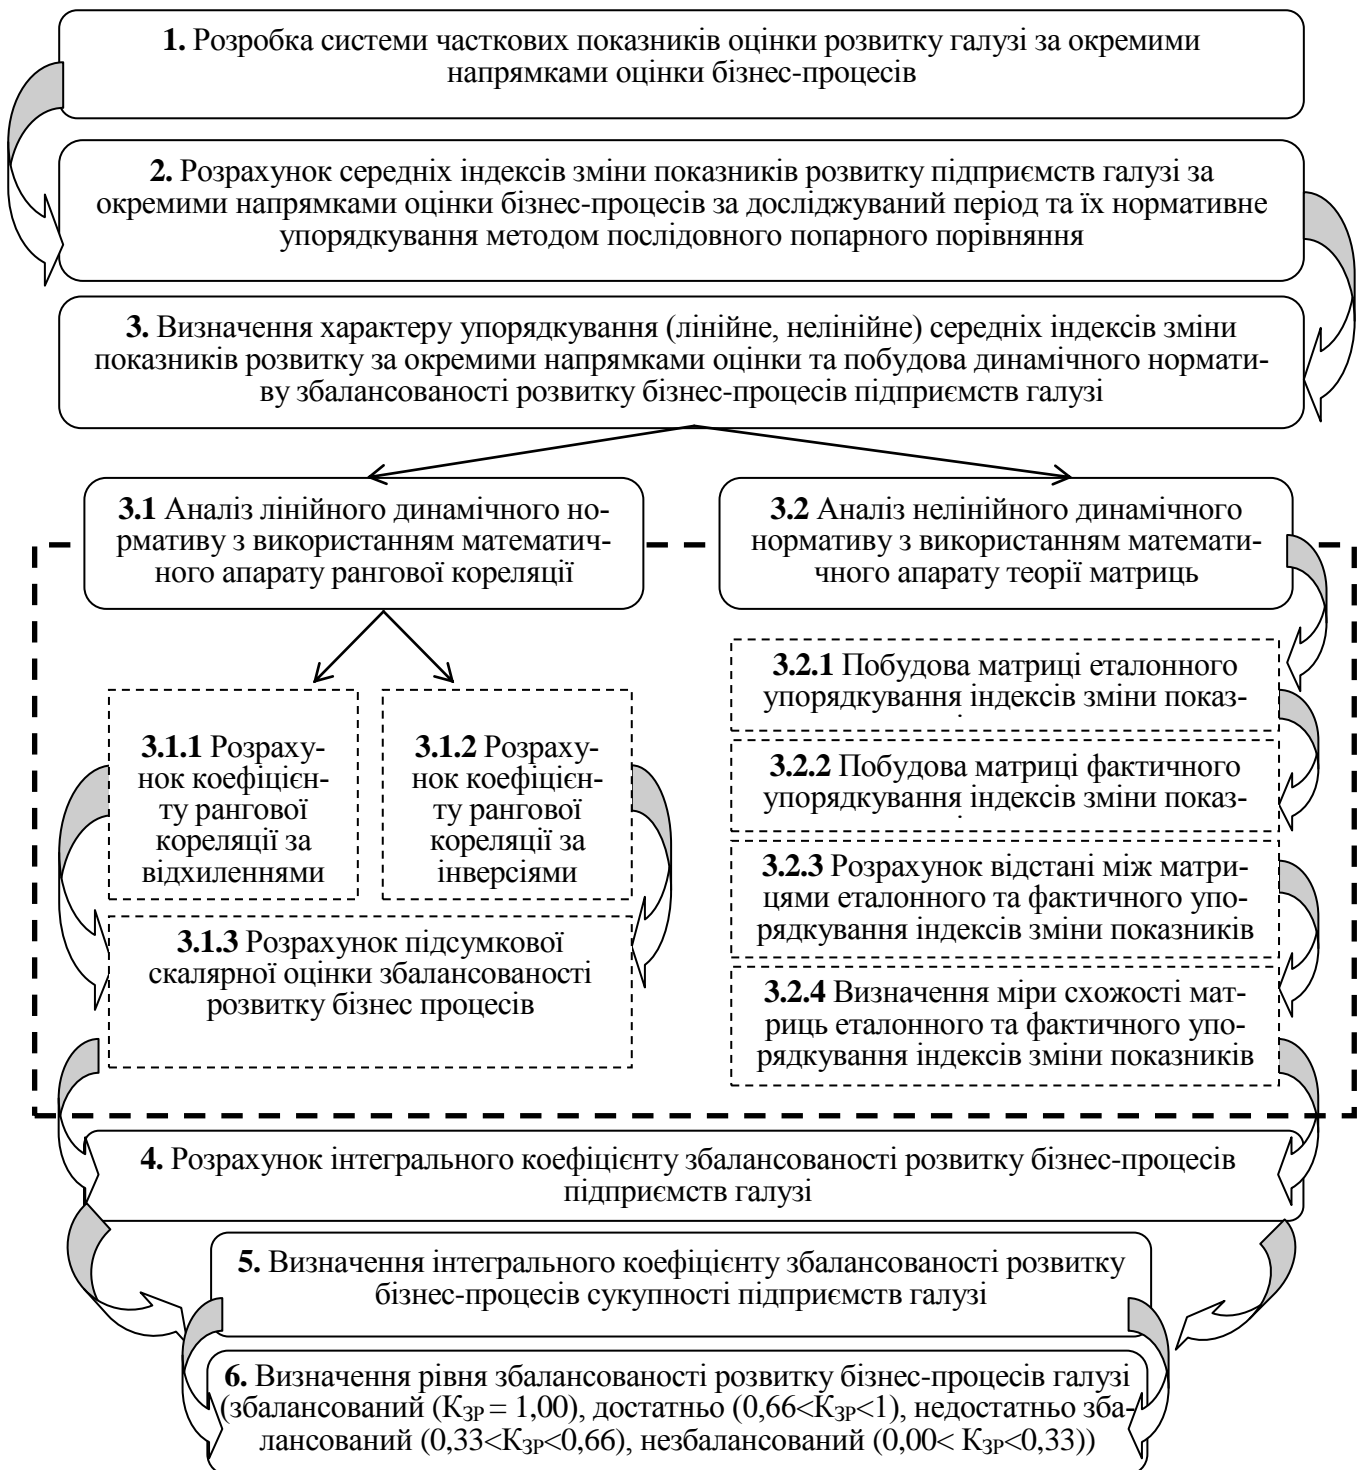 1. Розробка системи часткових показників оцінки розвитку галузі за окремими
напрямками оцінки бізнес-процесів
2. Розрахунок середніх індексів зміни показників розвитку підприємств галузі за
окремими напрямками оцінки бізнес-процесів за досліджуваний період та їх нормативне
упорядкування методом послідовного попарного порівняння
3. Визначення характеру упорядкування (лінійне, нелінійне) середніх індексів зміни
показників розвитку за окремими напрямками оцінки та побудова динамічного нормати-
ву збалансованості розвитку бізнес-процесів підприємств галузі
3.1 Аналіз лінійного динамічного но-
рмативу з використанням математич-
ного апарату рангової кореляції
3.2 Аналіз нелінійного динамічного
нормативу з використанням математи-
чного апарату теорії матриць
3.1.1 Розраху-
нок коефіцієн-
ту рангової
кореляції за
відхиленнями
3.1.2 Розраху-
нок коефіцієн-
ту рангової
кореляції за
інверсіями
3.1.3 Розрахунок підсумкової
скалярної оцінки збалансованості
розвитку бізнес процесів
3.2.1 Побудова матриці еталонного
упорядкування індексів зміни показ-
3.2.2 Побудова матриці фактичного
упорядкування індексів зміни показ-
3.2.3 Розрахунок відстані між матри-
цями еталонного та фактичного упо-
рядкування індексів зміни показників
3.2.4 Визначення міри схожості мат-
риць еталонного та фактичного упо-
рядкування індексів зміни показників
4. Розрахунок інтегрального коефіцієнту збалансованості розвитку бізнес-процесів
підприємств галузі
5. Визначення інтегрального коефіцієнту збалансованості розвитку
бізнес-процесів сукупності підприємств галузі
6. Визначення рівня збалансованості розвитку бізнес-процесів галузі
(збалансований (КЗР = 1,00), достатньо (0,66<КЗР<1), недостатньо зба-
лансований (0,33<КЗР<0,66), незбалансований (0,00< КЗР<0,33))